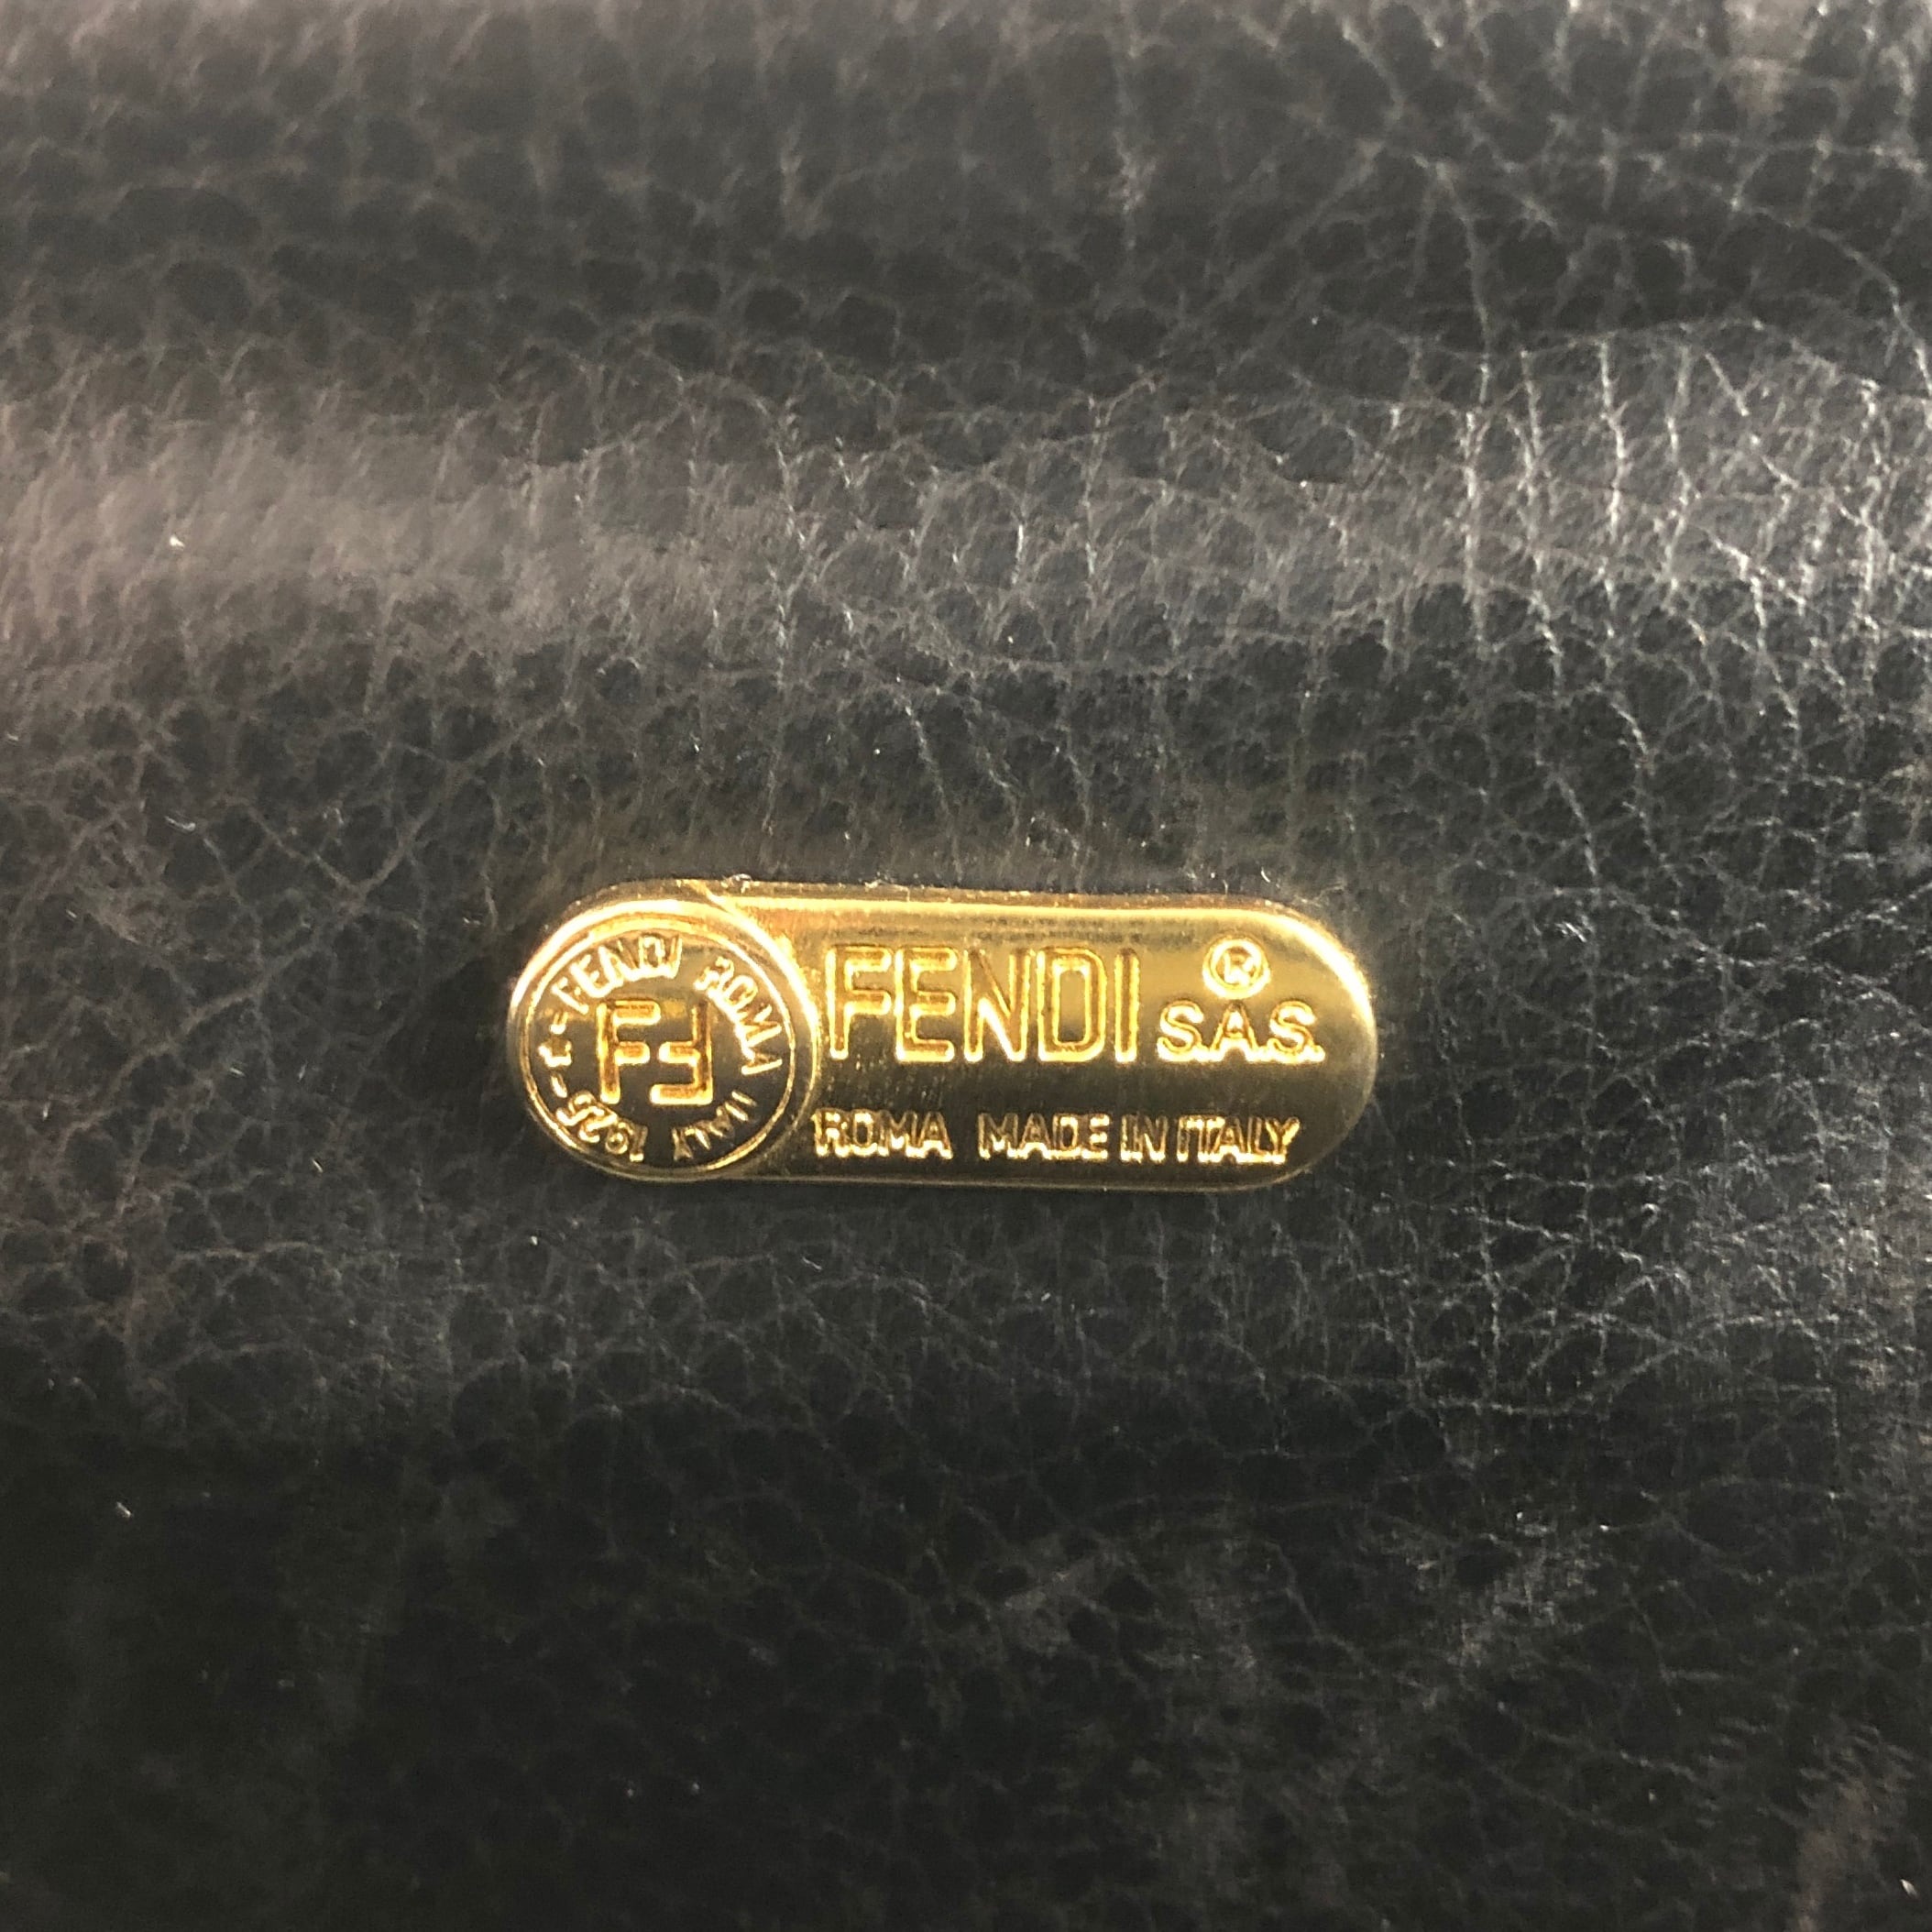 FENDI ROMA ITALY 1925
FF
FENDI ® S.A.S.
ROMA MADE IN ITALY